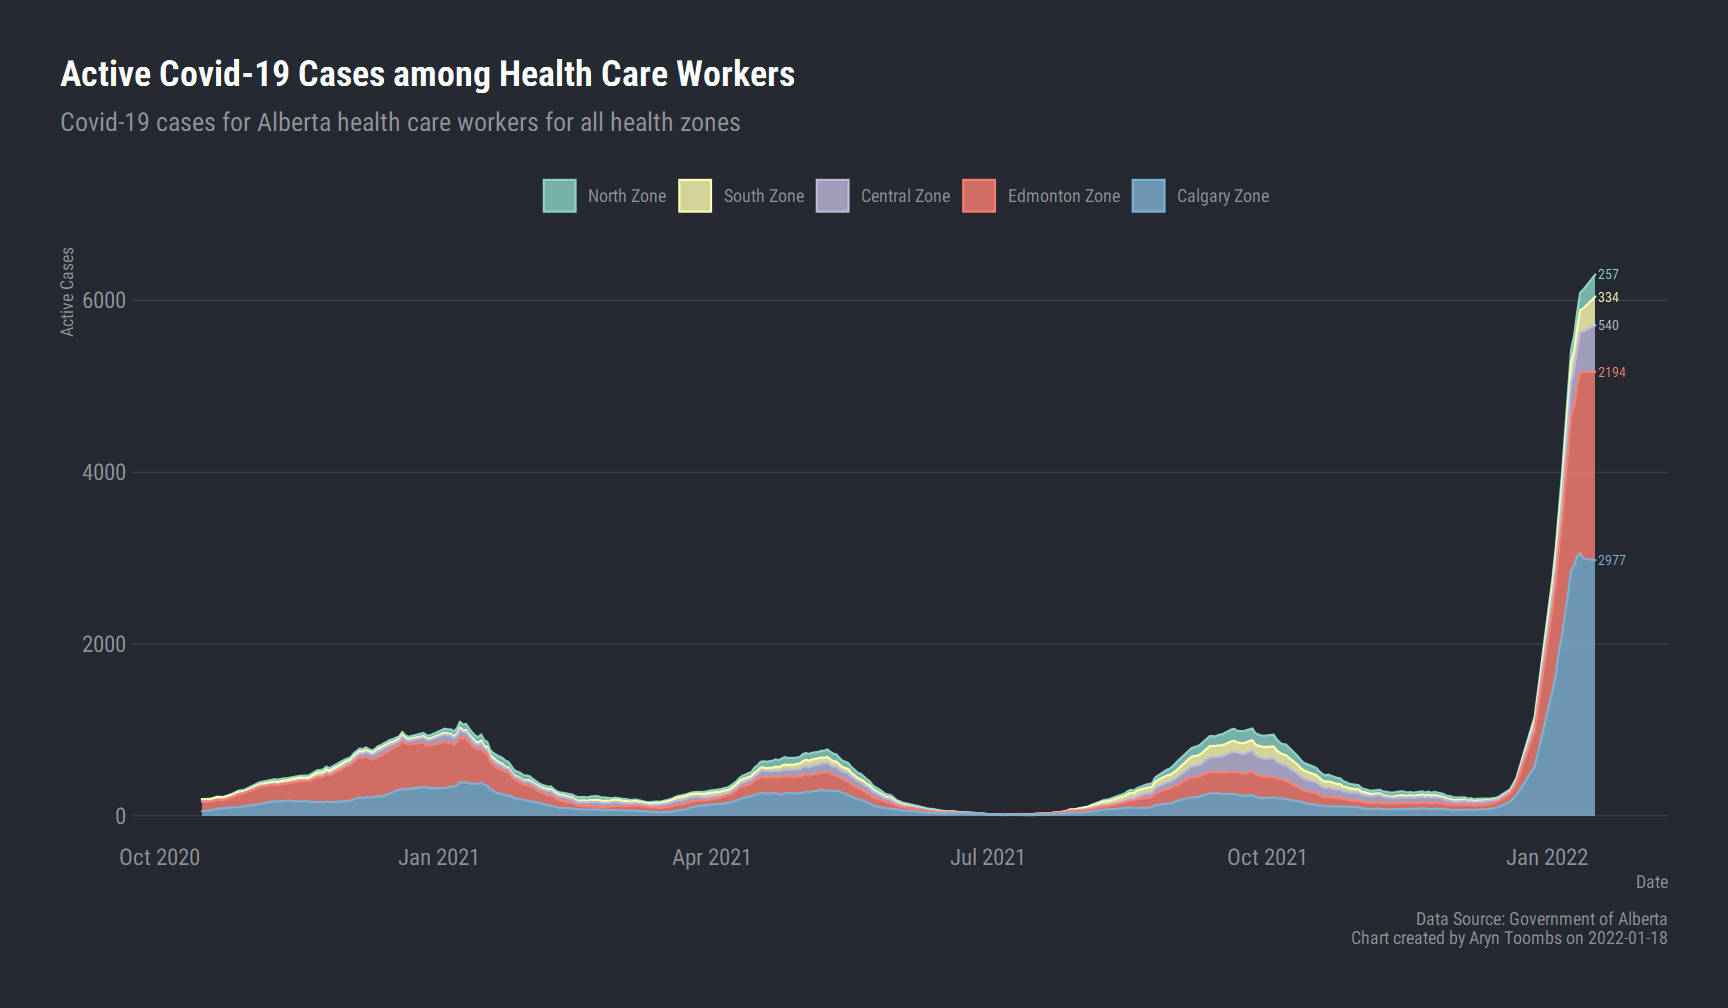 Active Covid-19 Cases among Health Care Workers
Covid-19 cases for Alberta health care workers for all health zones
North Zone South Zone Central Zone Edmonton Zone Calgary Zone
Active Cases
6000
4000
2000
0
257
334
540
2194
2977
Oct 2020 Jan 2021 Apr 2021 Jul 2021 Oct 2021 Jan 2022
Date
Data Source: Government of Alberta
Chart created by Aryn Toombs on 2022-01-18